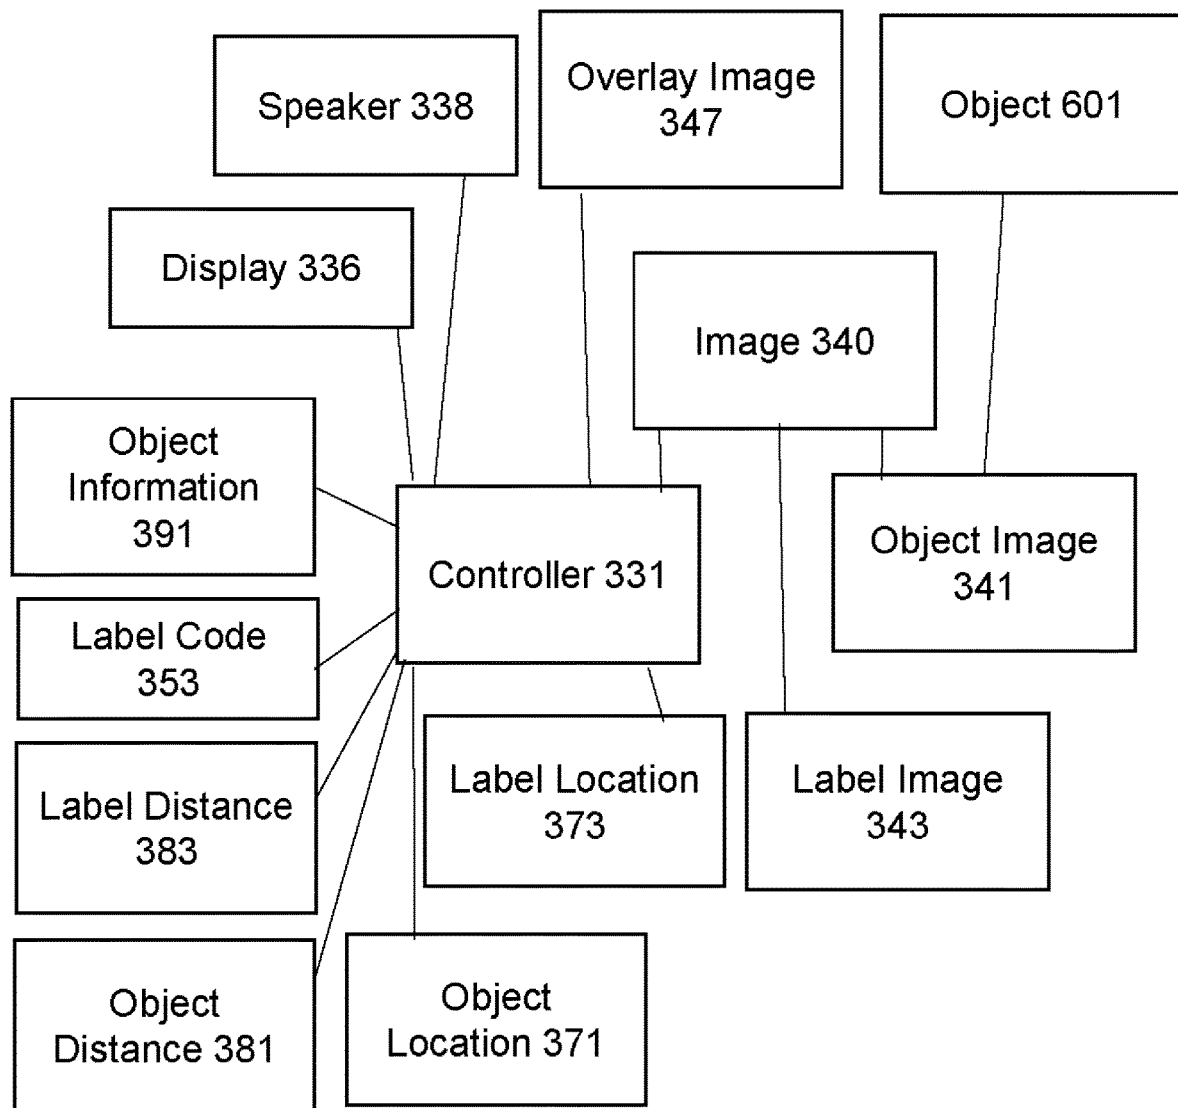 Speaker 338
Overlay Image
347
Object 601
Display 336
Image 340
Object
Information
391
Controller 331
Object Image
341
Label Code
353
Label Distance
383
Label Location
373
Label Image
343
Object
Distance 381
Object
Location 371